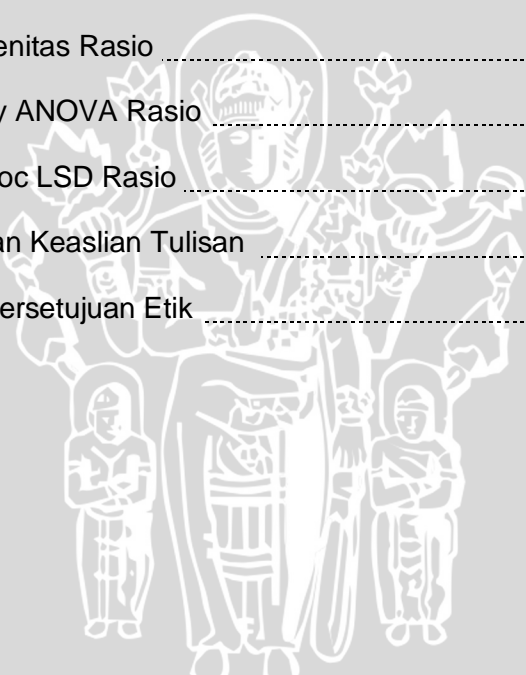 enitas Rasio
y ANOVA Rasio
oc LSD Rasio
an Keaslian Tulisan
ersetujuan Etik